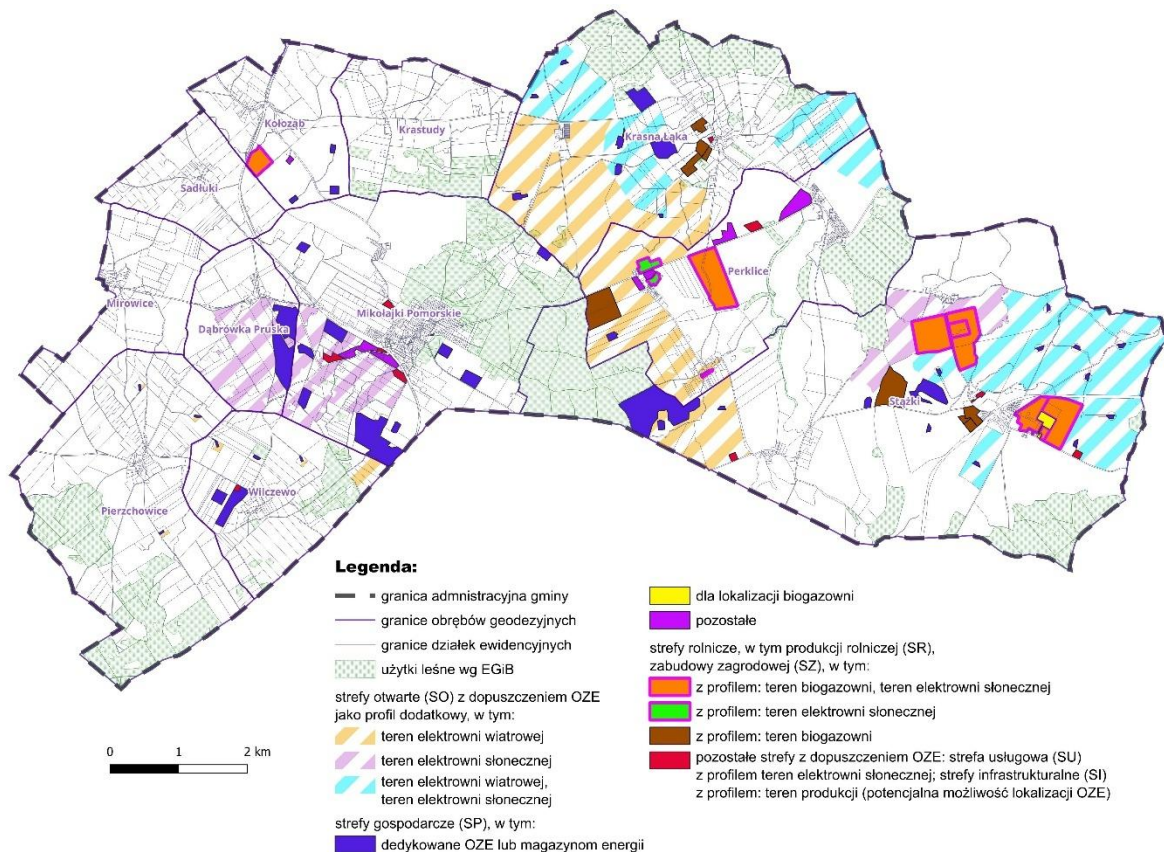 Kołoząb
Krastudy
Krasna Łąka
Sadłuki
Perklice
Mirowice
Dąbrówka Pruska
Mikołajki Pomorskie
Stążki
Pierzchowice
Wilczewo
Legenda:
granica admnistracyjna gminy
granice obrębów geodezyjnych
granice działek ewidencyjnych
użytki leśne wg EGiB
strefy otwarte (SO) z dopuszczeniem OZE
jako profil dodatkowy, w tym:
teren elektrowni wiatrowej
teren elektrowni słonecznej
teren elektrowni wiatrowej,
teren elektrowni słonecznej
strefy gospodarcze (SP), w tym:
dedykowane OZE lub magazynom energii
dla lokalizacji biogazowni
pozostałe
strefy rolnicze, w tym produkcji rolniczej (SR),
zabudowy zagrodowej (SZ), w tym:
z profilem: teren biogazowni, teren elektrowni słonecznej
z profilem: teren elektrowni słonecznej
z profilem: teren biogazowni
pozostałe strefy z dopuszczeniem OZE: strefa usługowa (SU)
z profilem teren elektrowni słonecznej; strefy infrastrukturalne (SI)
z profilem: teren produkcji (potencjalna możliwość lokalizacji OZE)
0 1 2 km